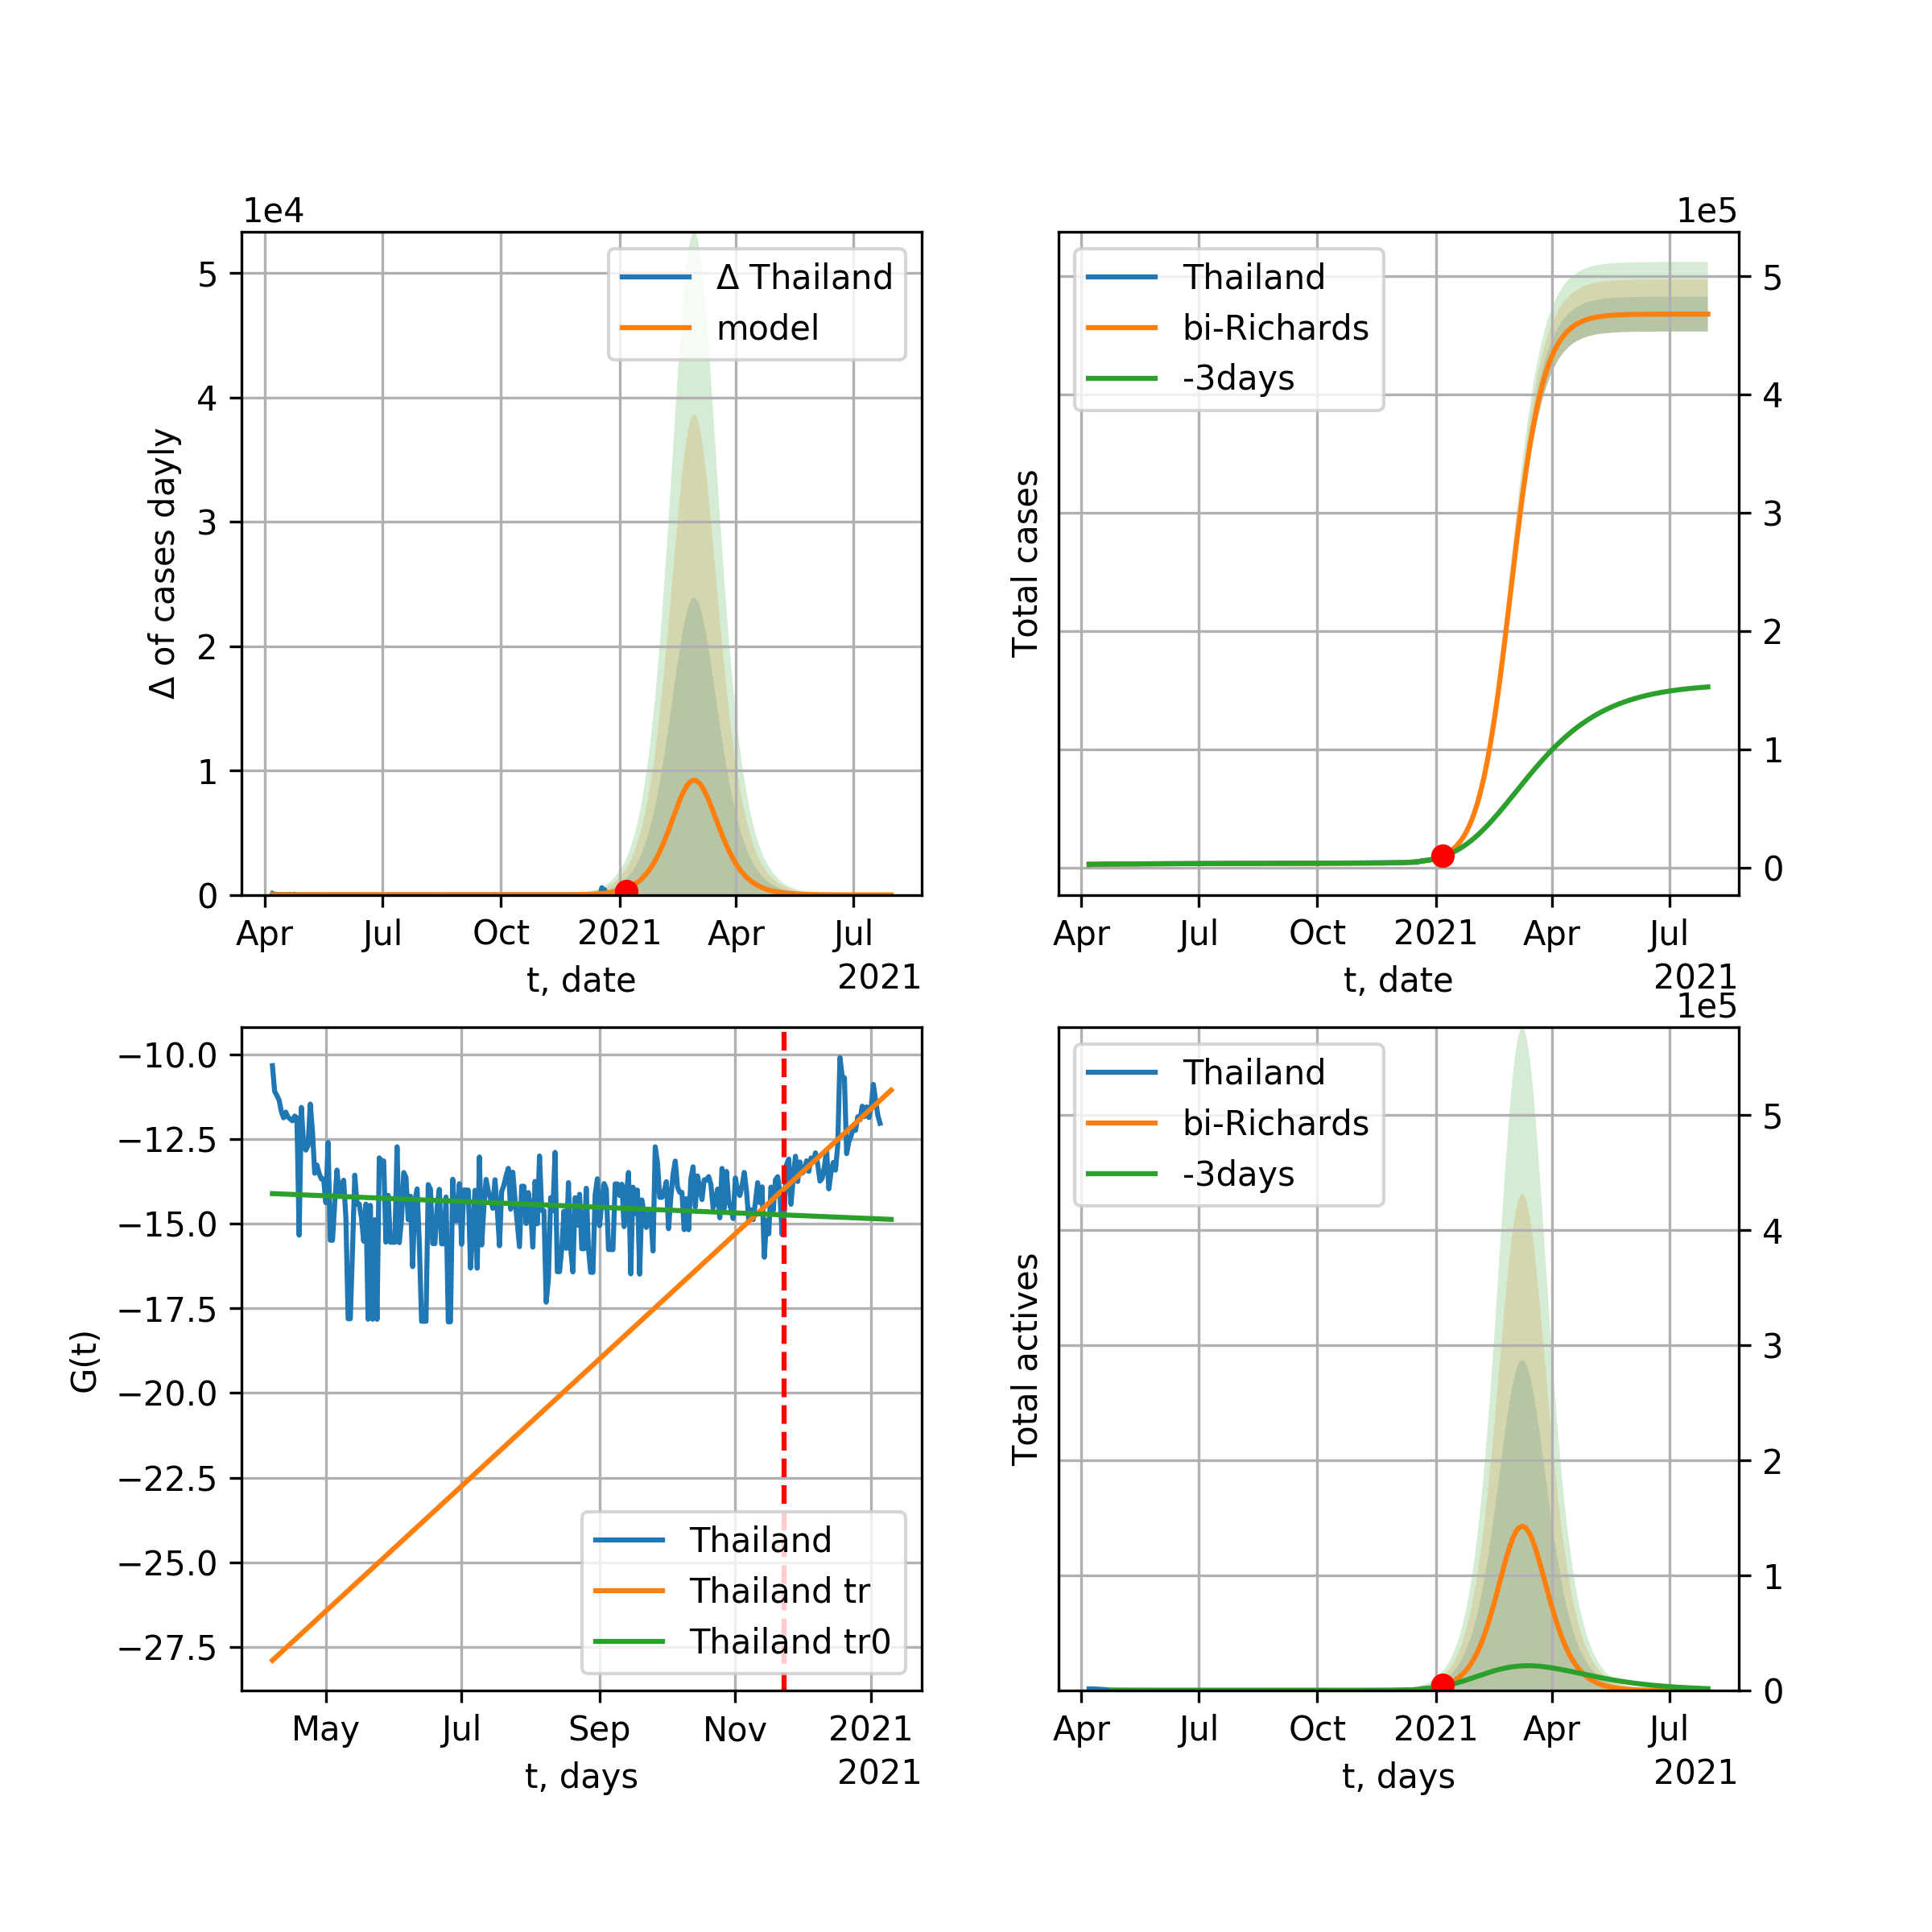 1e4
Δ Thailand
model
5
4
3
2
1
0
Δ of cases dayly
Apr Jul Oct 2021 Apr Jul
t, date
2021
1e5
Thailand
bi-Richards
-3days
5
4
3
2
1
0
Total cases
Apr Jul Oct 2021 Apr Jul
t, date
2021
−10.0
−12.5
−15.0
−17.5
−20.0
−22.5
−25.0
−27.5
G(t)
Thailand
Thailand tr
Thailand tr0
May Jul Sep Nov 2021
t, days
2021
1e5
Thailand
bi-Richards
-3days
5
4
3
2
1
0
Total actives
Apr Jul Oct 2021 Apr Jul
t, days
2021